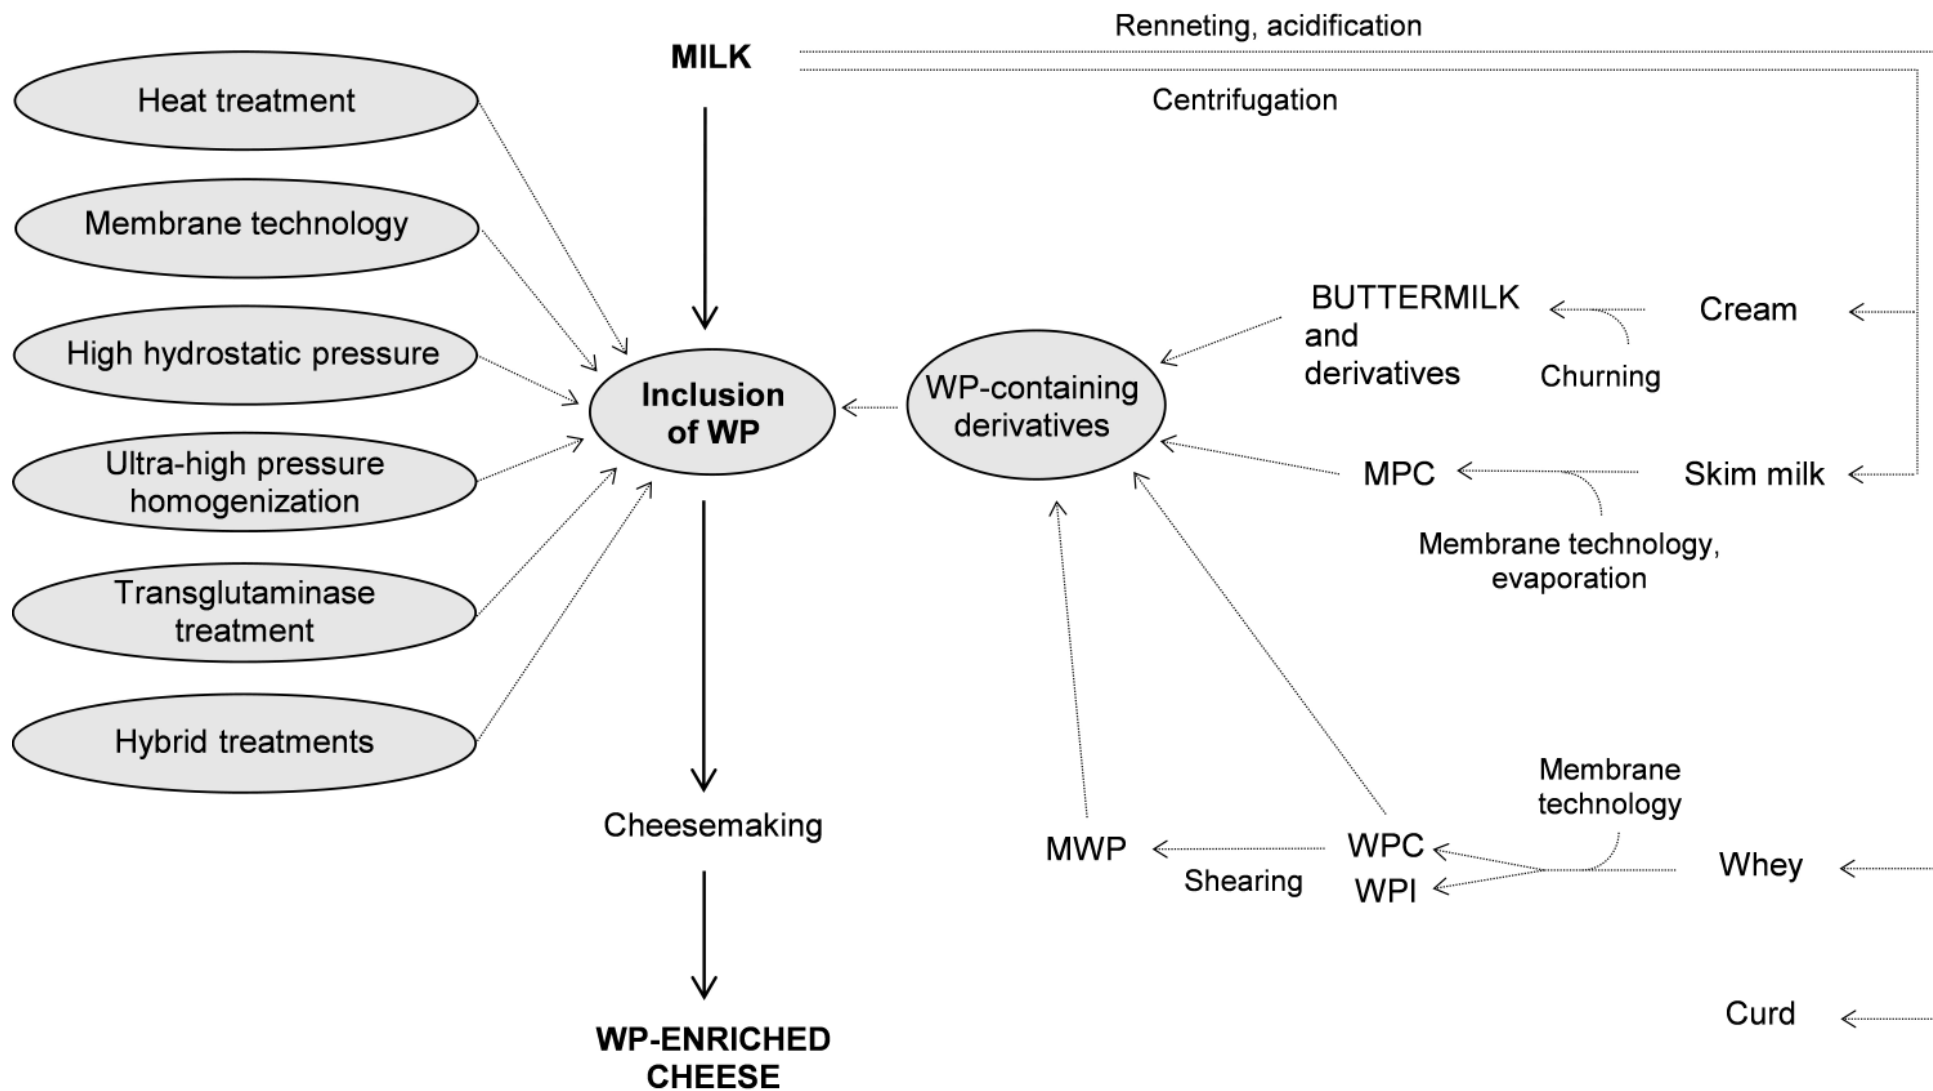 Renneting, acidification
MILK
Centrifugation
Heat treatment
Membrane technology
High hydrostatic pressure
Ultra-high pressure
homogenization
Transglutaminase
treatment
Hybrid treatments
Inclusion
of WP
WP-containing
derivatives
BUTTERMILK
and
derivatives
Churning
Cream
MPC
Skim milk
Membrane technology,
evaporation
Membrane
technology
Cheesemaking
MWP
Shearing
WPC
WPI
Whey
Curd
WP-ENRICHED
CHEESE